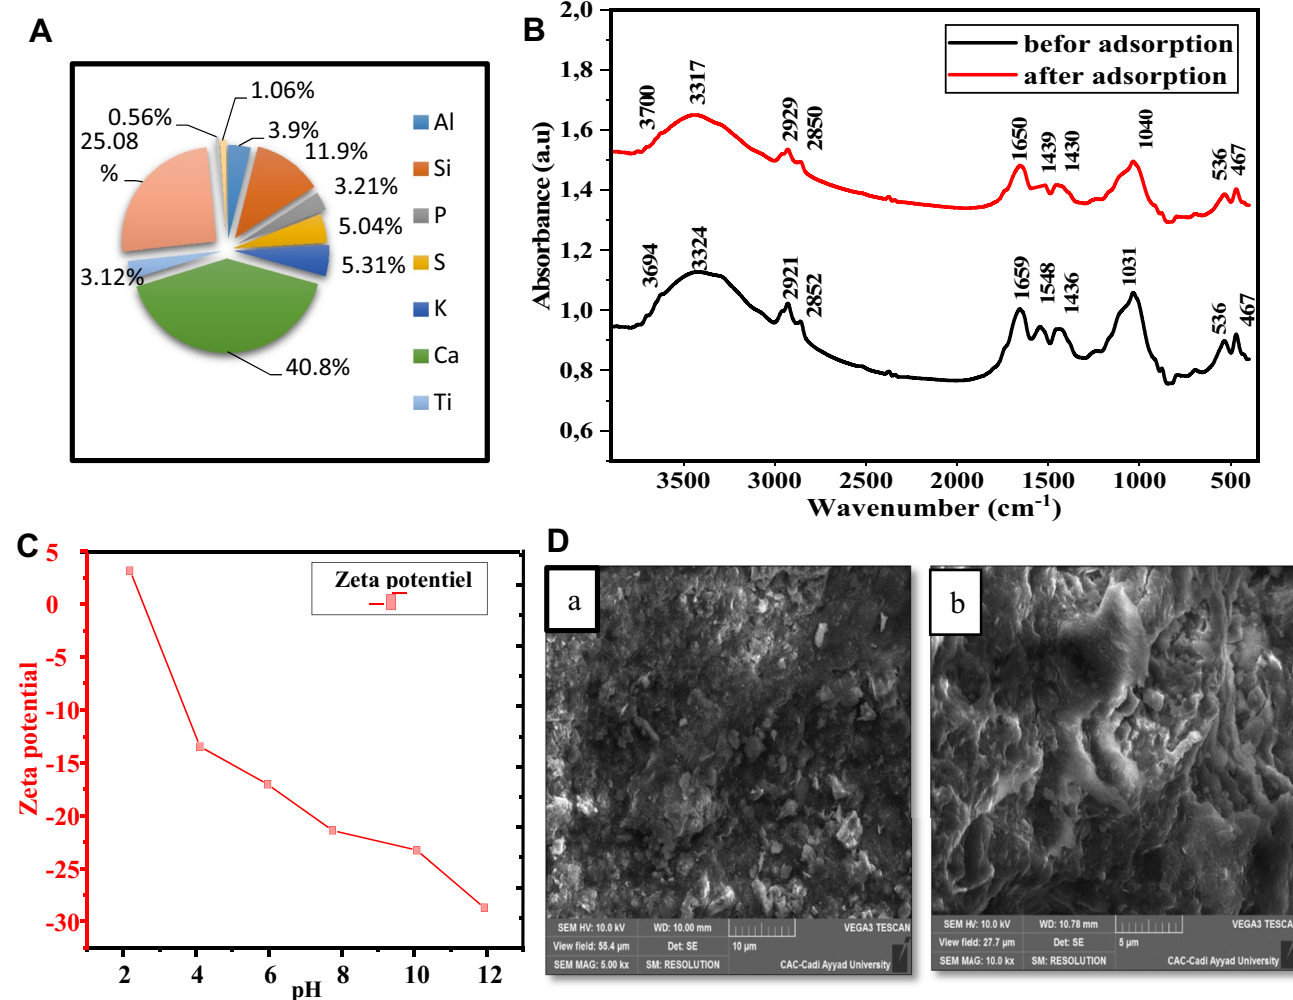 A
1.06%
0.56%
3.9%
25.08
%
11.9%
3.21%
5.04%
5.31%
3.12%
40.8%
Al
Si
P
S
K
Ca
Ti
B
2,0
1,8
1,6
1,4
1,2
1,0
0,8
0,6
Absorbance (a.u)
befor adsorption
after adsorption
3700
3317
2929
2850
1650
1439
1430
1040
536
467
3694
3324
2921
2852
1659
1548
1436
1031
536
467
3500 3000 2500 2000 1500 1000 500
Wavenumber (cm-1)
C
5
0
-5
-10
-15
-20
-25
-30
Zeta potential
Zeta potentiel
2 4 6 8 10 12
pH
D
a
SEM HV: 10.0 kV WD: 10.00 mm VEGA3 TESCAN
View field: 55.4 µm Det: SE 10 µm
SEM MAG: 5.00 kx SM: RESOLUTION CAC-Cadi Ayyad University
b
SEM HV: 10.0 kV WD: 10.78 mm VEGA3 TESCA
View field: 27.7 µm Det: SE 5 µm
SEM MAG: 10.0 kx SM: RESOLUTION CAC-Cadi Ayyad University